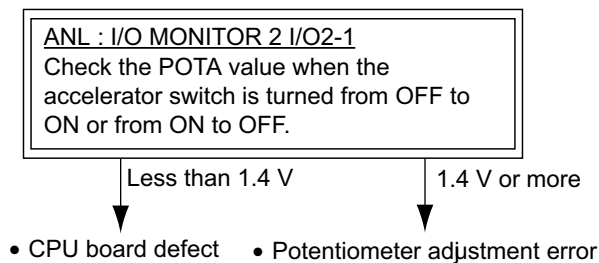 ANL : I/O MONITOR 2 I/O2-1
Check the POTA value when the
accelerator switch is turned from OFF to
ON or from ON to OFF.
Less than 1.4 V
1.4 V or more
• CPU board defect
• Potentiometer adjustment error